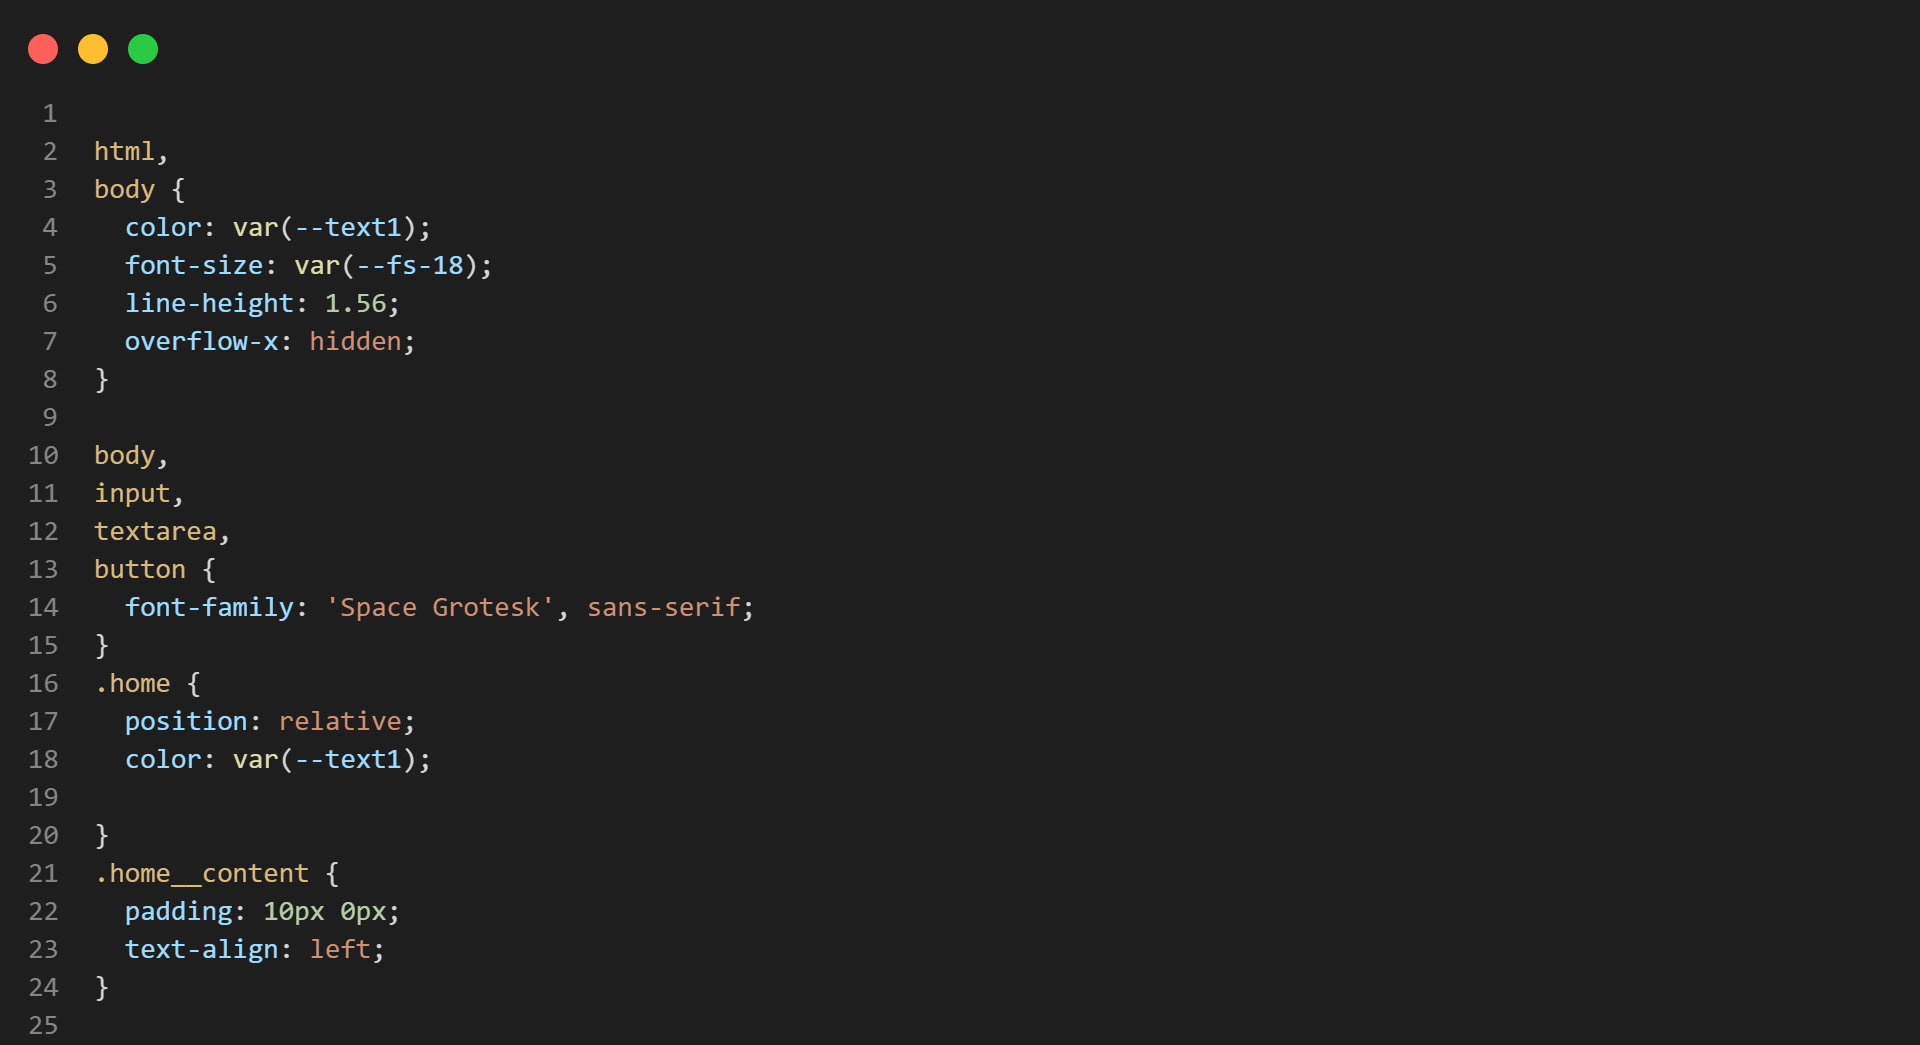 1
2 html,
3 body {
4   color: var(--text1);
5   font-size: var(--fs-18);
6   line-height: 1.56;
7   overflow-x: hidden;
8 }
9
10 body,
11 input,
12 textarea,
13 button {
14   font-family: 'Space Grotesk', sans-serif;
15 }
16 .home {
17   position: relative;
18   color: var(--text1);
19
20 }
21 .home__content {
22   padding: 10px 0px;
23   text-align: left;
24 }
25